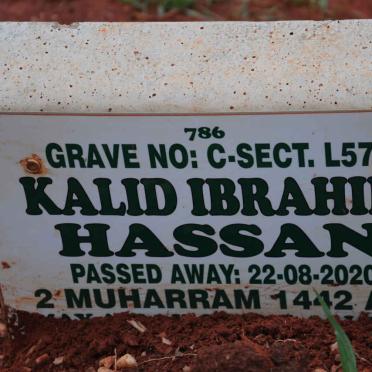 786
GRAVE NO: C-SECT. L57
KALID IBRAHI
HASSAN
PASSED AWAY: 22-08-2020
2 MUHARRAM 1442 A